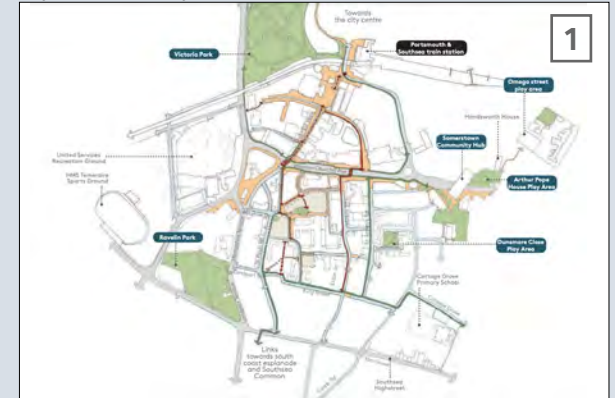 Towards
the city centre
1
Victoria Park
Portsmouth &
Southsea train station
Omega street
play area
Handsworth House
Somerstown
Community Hub
United Services
Recreation Ground
HMS Temeraire
Sports Ground
Arthur Pope
House Play Area
Ravelin Park
Dunsmore Close
Play Area
Cottage Grove
Primary School
Links
towards south
coast esplanade
and Southsea
Common
Southsea
Highstreet